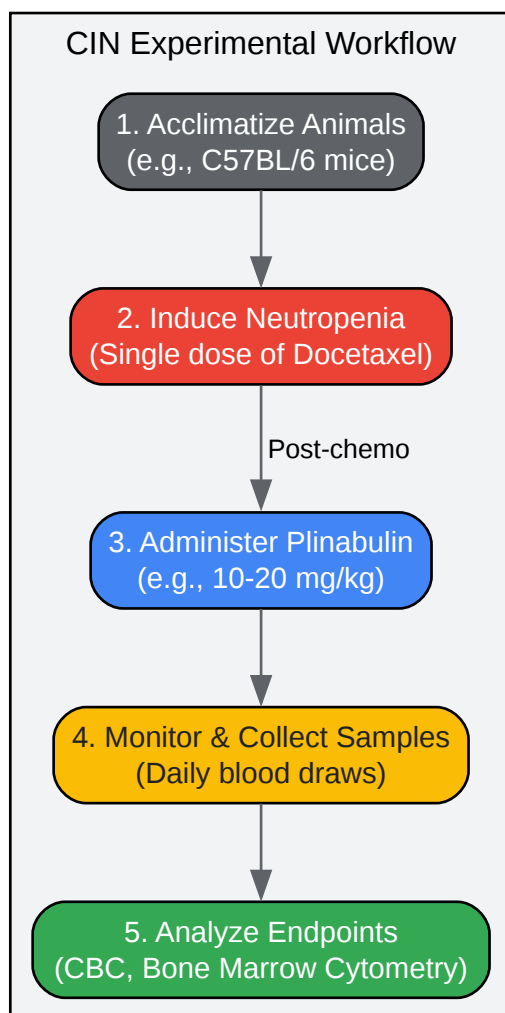 CIN Experimental Workflow
1. Acclimatize Animals
(e.g., C57BL/6 mice)
2. Induce Neutropenia
(Single dose of Docetaxel)
Post-chemo
3. Administer Plinabulin
(e.g., 10-20 mg/kg)
4. Monitor & Collect Samples
(Daily blood draws)
5. Analyze Endpoints
(CBC, Bone Marrow Cytometry)